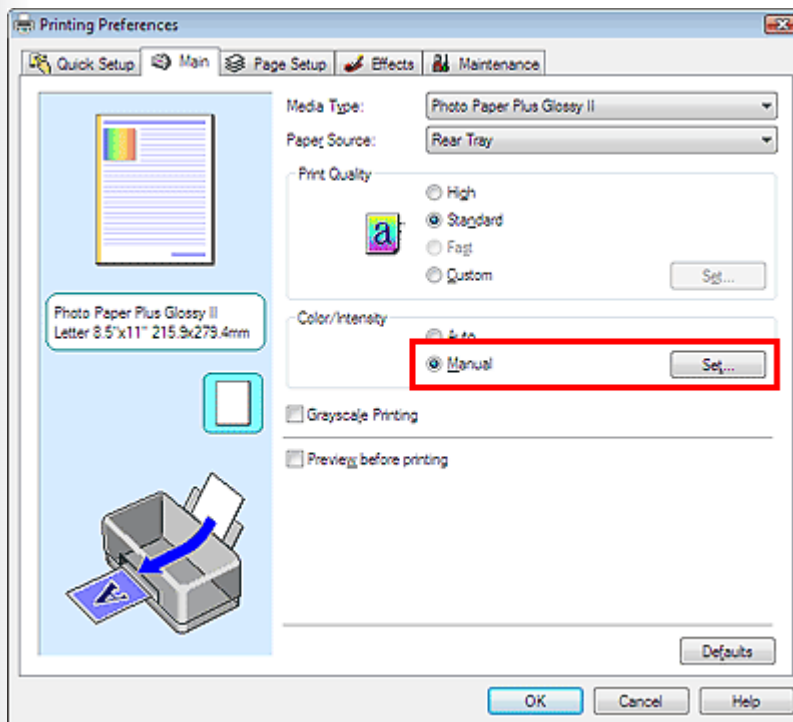 Printing Preferences
Quick Setup Main Page Setup Effects Maintenance
Media Type: Photo Paper Plus Glossy II
Paper Source: Rear Tray
Print Quality
High
a Standard
Fast
Custom Set...
Photo Paper Plus Glossy II
Letter 8.5"x11" 215.9x279.4mm
Color/Intensity
Auto
Manual Set...
Grayscale Printing
Preview before printing
A
Defaults
OK Cancel Help